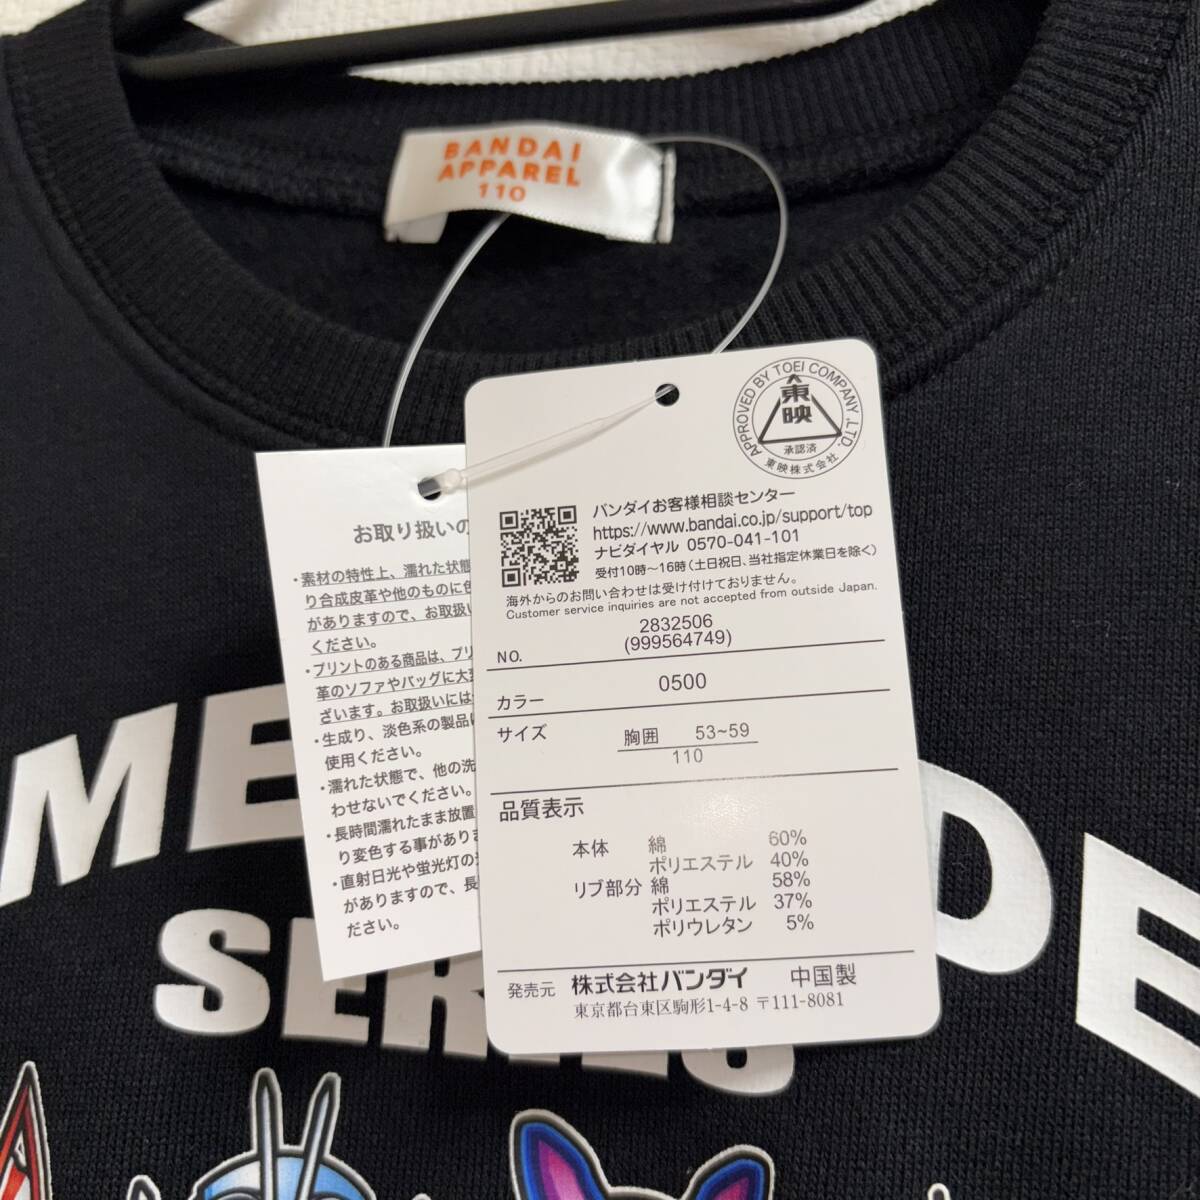 BANDAI
APPAREL
110
APPROVED BY TOEI COMPANY ,LTD.
東
映
承認済
東映株式会社
バンダイお客様相談センター
https://www.bandai.co.jp/support/top
ナビダイヤル 0570-041-101
受付10時～16時（土日祝日、当社指定休業日を除く）
海外からのお問い合わせは受け付けておりません。
Customer service inquiries are not accepted from outside Japan.
NO. 2832506
(999564749)
カラー 0500
サイズ 胸囲 53~59
110
品質表示
本体 綿 60%
ポリエステル 40%
リブ部分 綿 58%
ポリエステル 37%
ポリウレタン 5%
発売元 株式会社バンダイ 中国製
東京都台東区駒形1-4-8 〒111-8081
お取り扱いの
・素材の特性上、濡れた状態
り合成皮革や他のものに色
がありますので、お取扱い
ください。
・プリントのある商品は、プリ
革のソファやバッグに大
ざいます。お取扱いには
・生成り、淡色系の製品
使用ください。
・濡れた状態で、他の洗
わせないでください。
・長時間濡れたまま放置
り変色する事がありま
・直射日光や蛍光灯の
がありますので、長
ださい。
ME DE
SERIES